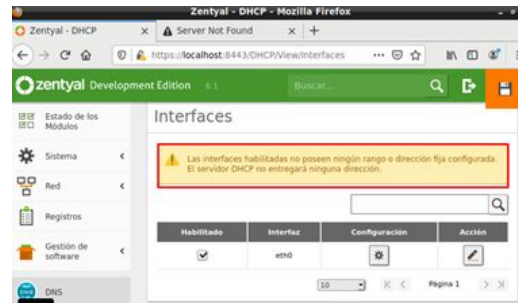 Zentyal - DHCP - Mozilla Firefox
Zentyal - DHCP
Server Not Found
https://localhost:8443/DHCP/View/Interfaces
zentyal Development Edition 6.1
Buscar...
Estado de los
Módulos
Sistema
Red
Registros
Gestión de
software
DNS
Interfaces
Las interfaces habilitadas no poseen ningún rango o dirección fija configurada.
El servidor DHCP no entregará ninguna dirección.
Habilitado Interfaz Configuración Acción
eth0
10 Página 1